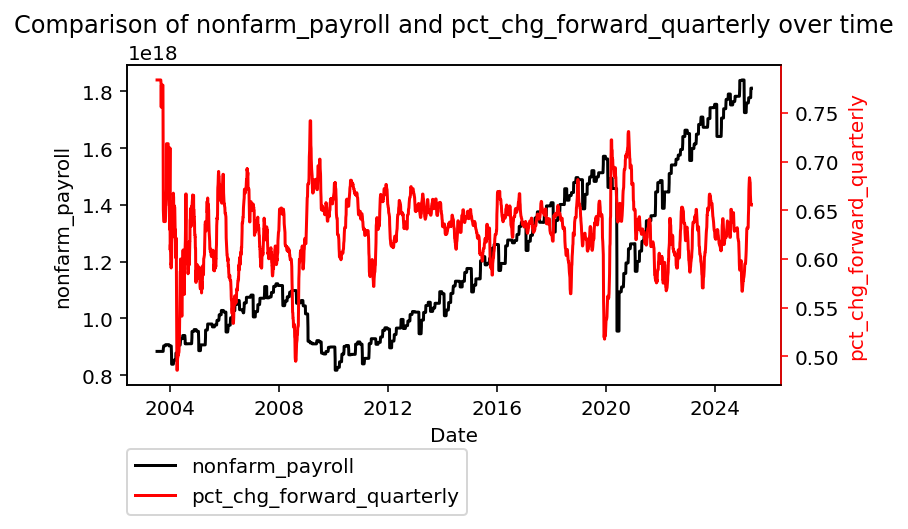 Comparison of nonfarm_payroll and pct_chg_forward_quarterly over time
1e18
1.8
1.6
1.4
1.2
1.0
0.8
nonfarm_payroll
0.75
0.70
0.65
0.60
0.55
0.50
pct_chg_forward_quarterly
2004 2008 2012 2016 2020 2024
Date
nonfarm_payroll
pct_chg_forward_quarterly